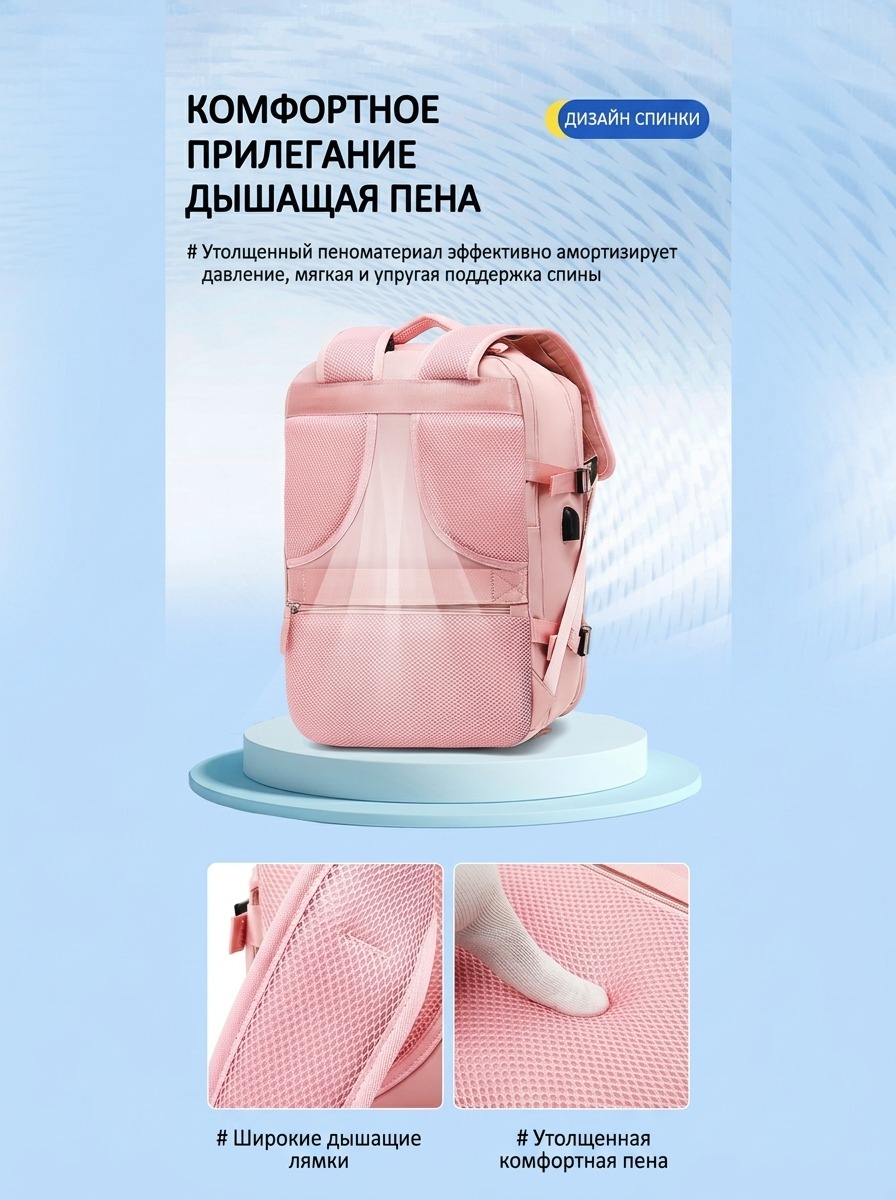 КОМФОРТНОЕ
ПРИЛЕГАНИЕ
ДЫШАЩАЯ ПЕНА
ДИЗАЙН СПИНКИ
# Утолщенный пеноматериал эффективно амортизирует
давление, мягкая и упругая поддержка спины
# Широкие дышащие
лямки
# Утолщенная
комфортная пена